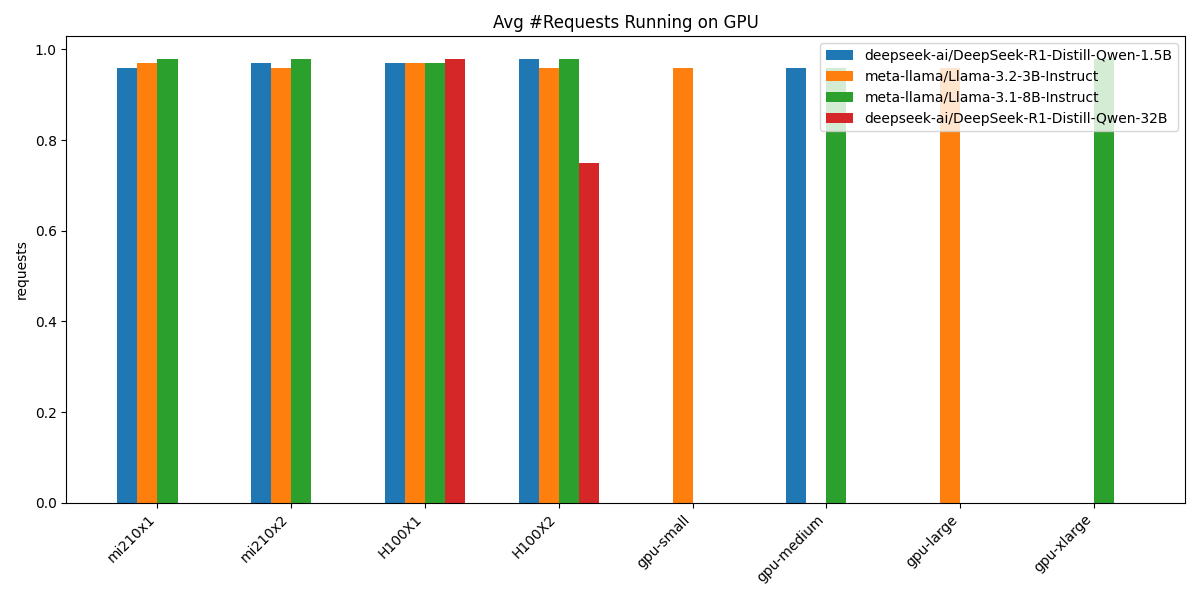 Avg #Requests Running on GPU
deepseek-ai/DeepSeek-R1-Distill-Qwen-1.5B
meta-llama/Llama-3.2-3B-Instruct
meta-llama/Llama-3.1-8B-Instruct
deepseek-ai/DeepSeek-R1-Distill-Qwen-32B
requests
1.0
0.8
0.6
0.4
0.2
0.0
mi210x1
mi210x2
H100X1
H100X2
gpu-small
gpu-medium
gpu-large
gpu-xlarge